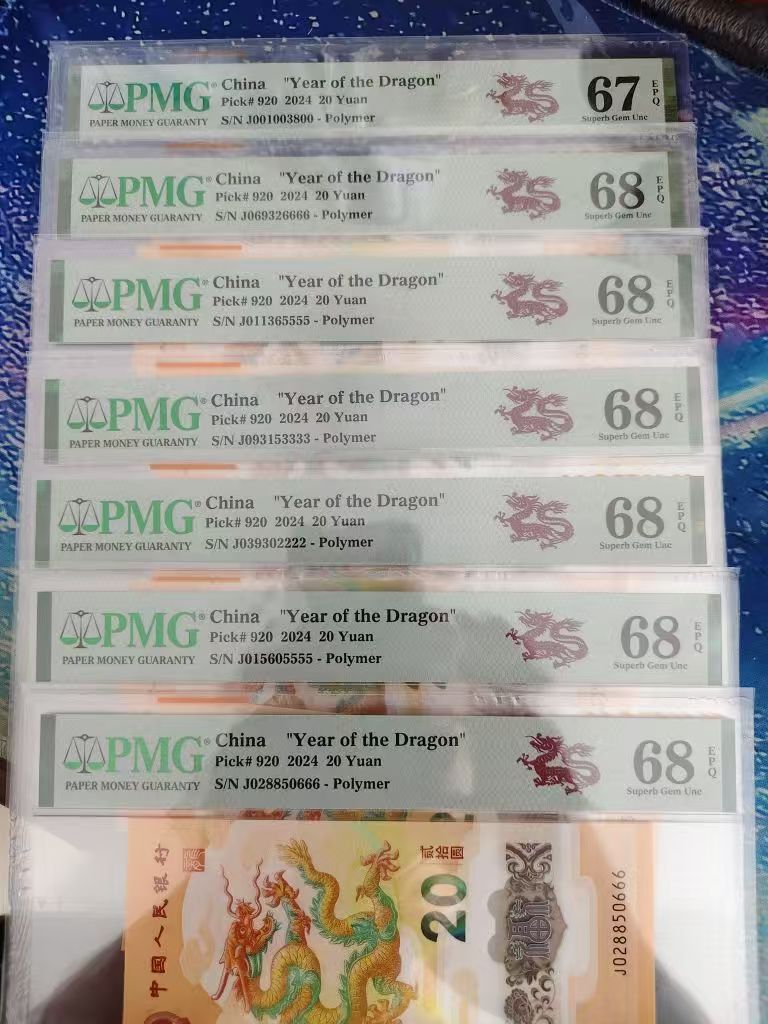 PMG® China "Year of the Dragon" 67 EPQ
Pick# 920 2024 20 Yuan
PAPER MONEY GUARANTY S/N J001003800 - Polymer Superb Gem Unc
PMG® China "Year of the Dragon" 68 EPQ
Pick# 920 2024 20 Yuan
PAPER MONEY GUARANTY S/N J069326666 - Polymer Superb Gem Unc
PMG® China "Year of the Dragon" 68 EPQ
Pick# 920 2024 20 Yuan
PAPER MONEY GUARANTY S/N J011365555 - Polymer Superb Gem Unc
PMG® China "Year of the Dragon" 68 EPQ
Pick# 920 2024 20 Yuan
PAPER MONEY GUARANTY S/N J093153333 - Polymer Superb Gem Unc
PMG® China "Year of the Dragon" 68 EPQ
Pick# 920 2024 20 Yuan
PAPER MONEY GUARANTY S/N J039302222 - Polymer Superb Gem Unc
PMG® China "Year of the Dragon" 68 EPQ
Pick# 920 2024 20 Yuan
PAPER MONEY GUARANTY S/N J015605555 - Polymer Superb Gem Unc
PMG® China "Year of the Dragon" 68 EPQ
Pick# 920 2024 20 Yuan
PAPER MONEY GUARANTY S/N J028850666 - Polymer Superb Gem Unc
中国人民银行
贰拾圆
20
J028850666